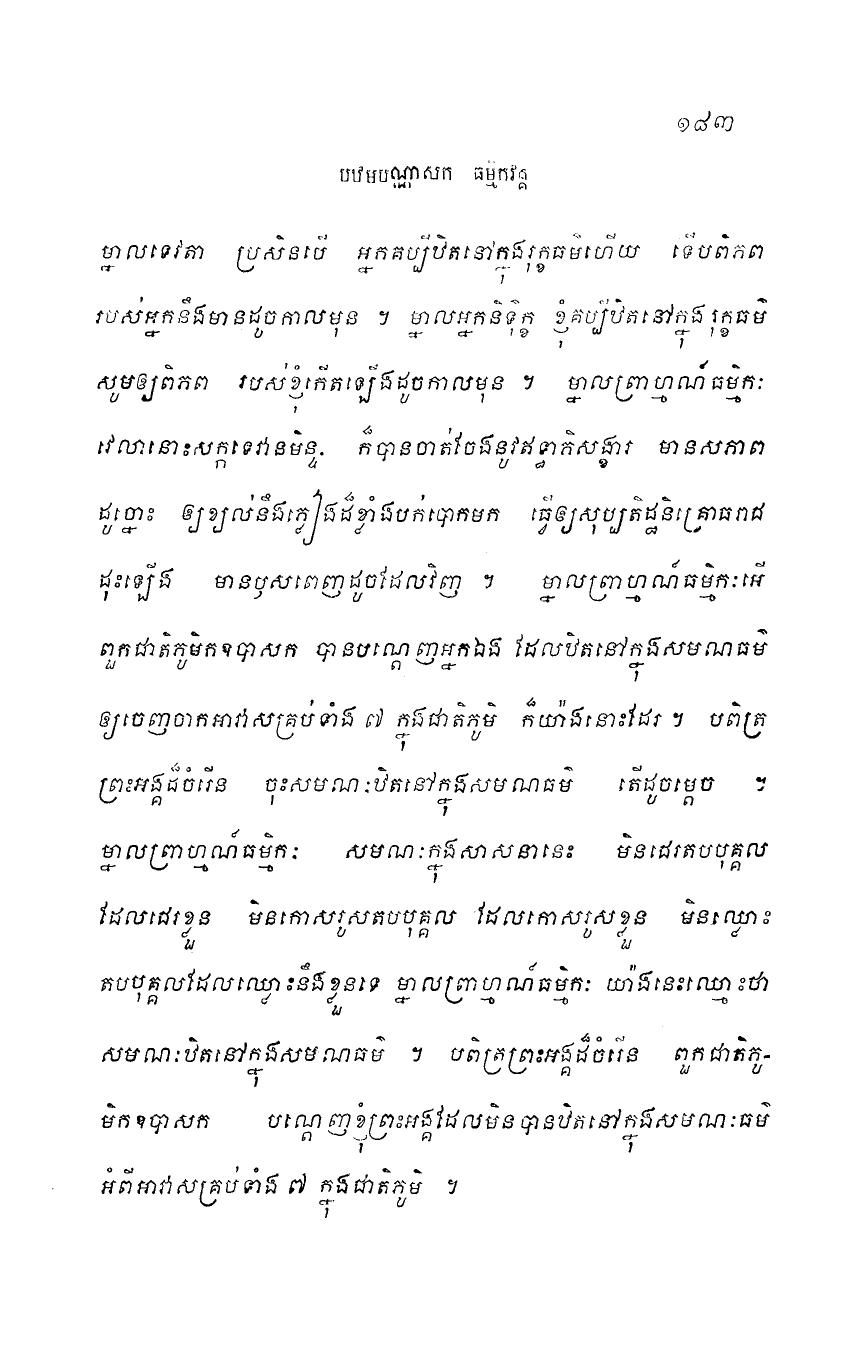 ១៨៣
បឋមបណ្ណាសក ធម្មិកវគ្គ
ម្នាលទេវតា ប្រសិនបើ អ្នកគប្បីឋិតនៅក្នុងរុក្ខធម៌ហើយ ទើបពិភព
របស់អ្នកនឹងមានដូចកាលមុន ។ ម្នាលអ្នកនិទ៌ុក្ខ ខ្ញុំគប្បីឋិតនៅក្នុងរុក្ខធម៌
សូមឲ្យពិភព របស់ខ្ញុំកើតឡើងដូចកាលមុន ។ ម្នាលព្រាហ្មណ៍ធម្មិកៈ
វេលានោះសក្កទេវានមិន្ទ ក៏បានចាត់ចែងនូវឥទ្ធាភិសង្ខារ មានសភាព
ដូច្នោះ ឲ្យខ្យល់នឹងភ្លៀងដ៏ខ្លាំងបក់បោកមក ធ្វើឲ្យសុប្បតិដ្ឋនិគ្រោធរាជ
ដុះឡើង មានឫសពេញដូចដែលវិញ ។ ម្នាលព្រាហ្មណ៍ធម្មិកៈអើ
ពួកជាតិភូមិកឧបាសក បានបណ្តេញអ្នកឯង ដែលឋិតនៅក្នុងសមណធម៌
ឲ្យចេញចាកអាវាសគ្រប់ទាំង ៧ ក្នុងជាតិភូមិ ក៏យ៉ាងនោះដែរ ។ បពិត្រ
ព្រះអង្គដ៏ចំរើន ចុះសមណៈឋិតនៅក្នុងសមណធម៌ តើដូចម្តេច ។
ម្នាលព្រាហ្មណ៍ធម្មិកៈ សមណៈក្នុងសាសនានេះ មិនជេរតបបុគ្គល
ដែលជេរខ្លួន មិនកោសរូសតបបុគ្គល ដែលកោសរូសខ្លួន មិនឈ្លោះ
តបបុគ្គលដែលឈ្លោះនឹងខ្លួនទេ ម្នាលព្រាហ្មណ៍ធម្មិកៈ យ៉ាងនេះឈ្មោះថា
សមណៈឋិតនៅក្នុងសមណធម៌ ។ បពិត្រព្រះអង្គដ៏ចំរើន ពួកជាតិភូ-
មិកឧបាសក បណ្តេញខ្ញុំព្រះអង្គដែលមិនបានឋិតនៅក្នុងសមណៈធម៌
អំពីអាវាសគ្រប់ទាំង ៧ ក្នុងជាតិភូមិ ។